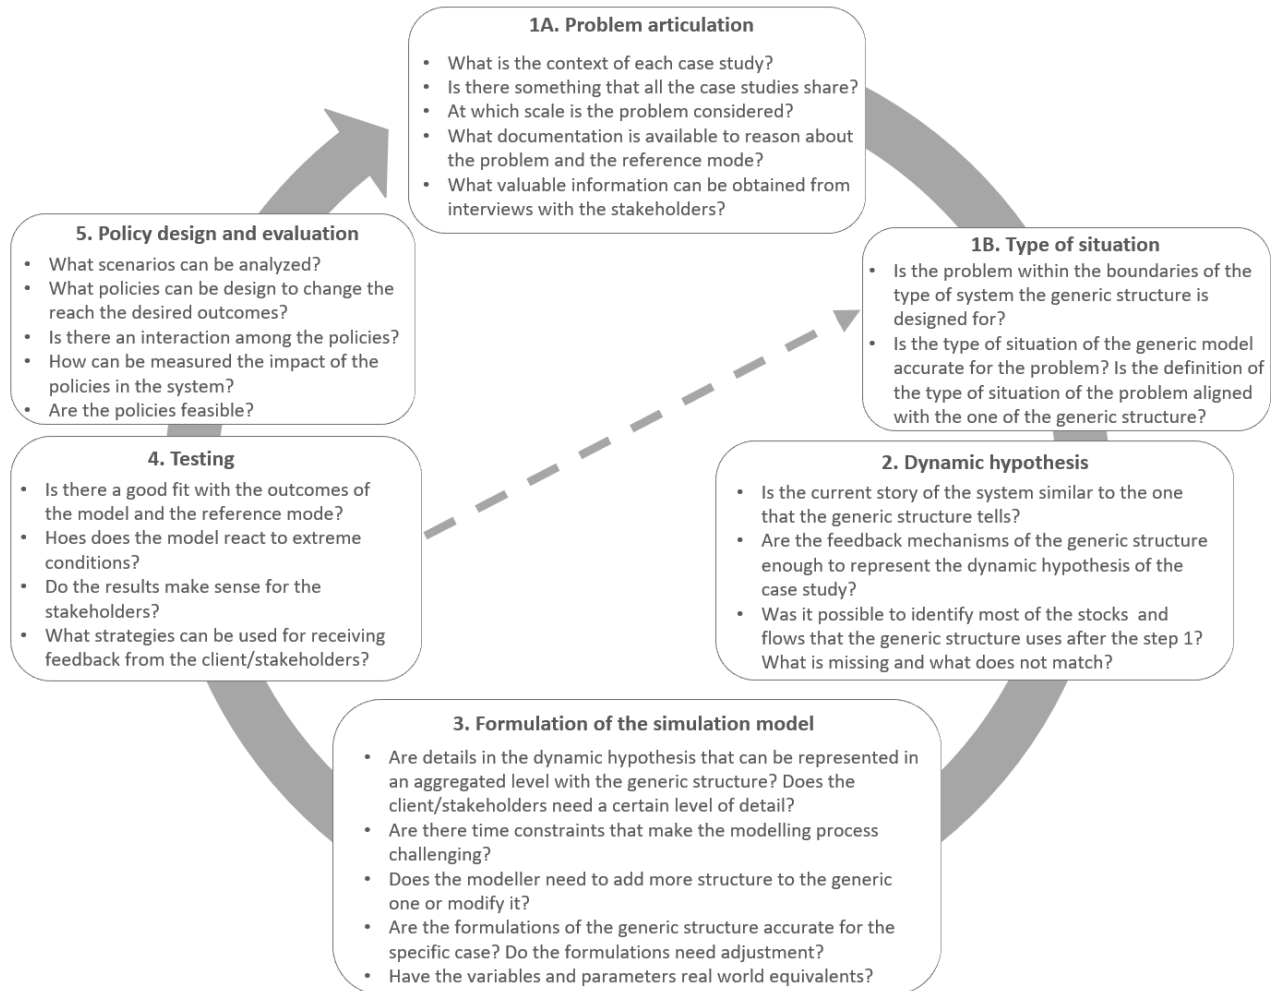 1A. Problem articulation
• What is the context of each case study?
• Is there something that all the case studies share?
• At which scale is the problem considered?
• What documentation is available to reason about
the problem and the reference mode?
• What valuable information can be obtained from
interviews with the stakeholders?
1B. Type of situation
• Is the problem within the boundaries of the
type of system the generic structure is
designed for?
• Is the type of situation of the generic model
accurate for the problem? Is the definition of
the type of situation of the problem aligned
with the one of the generic structure?
2. Dynamic hypothesis
• Is the current story of the system similar to the one
that the generic structure tells?
• Are the feedback mechanisms of the generic structure
enough to represent the dynamic hypothesis of the
case study?
• Was it possible to identify most of the stocks and
flows that the generic structure uses after the step 1?
What is missing and what does not match?
3. Formulation of the simulation model
• Are details in the dynamic hypothesis that can be represented in
an aggregated level with the generic structure? Does the
client/stakeholders need a certain level of detail?
• Are there time constraints that make the modelling process
challenging?
• Does the modeller need to add more structure to the generic
one or modify it?
• Are the formulations of the generic structure accurate for the
specific case? Do the formulations need adjustment?
• Have the variables and parameters real world equivalents?
4. Testing
• Is there a good fit with the outcomes of
the model and the reference mode?
• Hoes does the model react to extreme
conditions?
• Do the results make sense for the
stakeholders?
• What strategies can be used for receiving
feedback from the client/stakeholders?
5. Policy design and evaluation
• What scenarios can be analyzed?
• What policies can be design to change the
reach the desired outcomes?
• Is there an interaction among the policies?
• How can be measured the impact of the
policies in the system?
• Are the policies feasible?